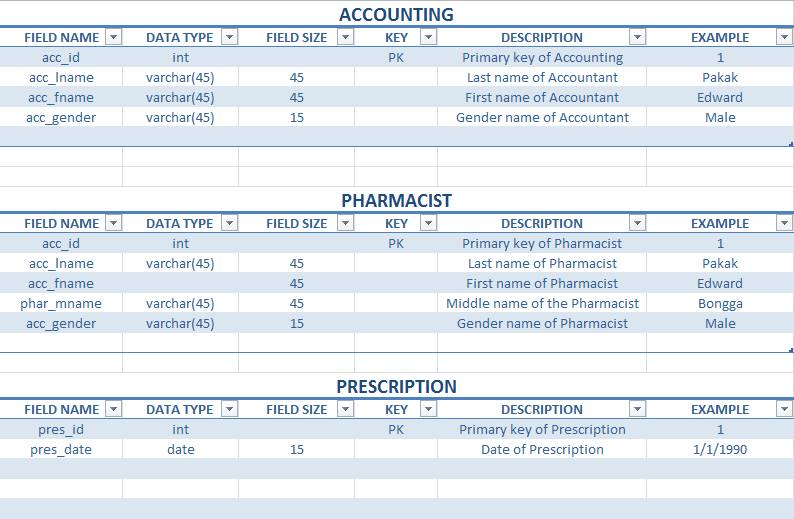 ACCOUNTING
FIELD NAME DATA TYPE FIELD SIZE KEY DESCRIPTION EXAMPLE
acc_id int PK Primary key of Accounting 1
acc_lname varchar(45) 45 Last name of Accountant Pakak
acc_fname varchar(45) 45 First name of Accountant Edward
acc_gender varchar(45) 15 Gender name of Accountant Male
PHARMACIST
FIELD NAME DATA TYPE FIELD SIZE KEY DESCRIPTION EXAMPLE
acc_id int PK Primary key of Pharmacist 1
acc_lname varchar(45) 45 Last name of Pharmacist Pakak
acc_fname 45 First name of Pharmacist Edward
phar_mname varchar(45) 45 Middle name of the Pharmacist Bongga
acc_gender varchar(45) 15 Gender name of Pharmacist Male
PRESCRIPTION
FIELD NAME DATA TYPE FIELD SIZE KEY DESCRIPTION EXAMPLE
pres_id int PK Primary key of Prescription 1
pres_date date 15 Date of Prescription 1/1/1990